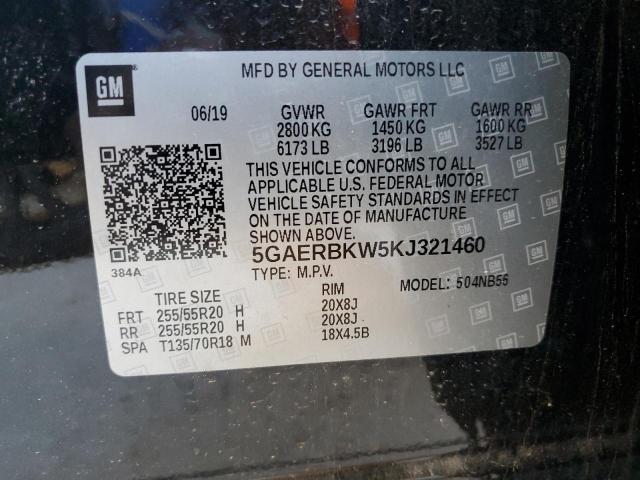 GM
MFD BY GENERAL MOTORS LLC
06/19 GVWR GAWR FRT GAWR RR
2800 KG 1450 KG 1600 KG
6173 LB 3196 LB 3527 LB
THIS VEHICLE CONFORMS TO ALL
APPLICABLE U.S. FEDERAL MOTOR
VEHICLE SAFETY STANDARDS IN EFFECT
ON THE DATE OF MANUFACTURE
SHOWN ABOVE.
384A 5GAERBKW5KJ321460
TYPE: M.P.V. MODEL: 504NB56
TIRE SIZE RIM
FRT 255/55R20 H 20X8J
RR 255/55R20 H 20X8J
SPA T135/70R18 M 18X4.5B